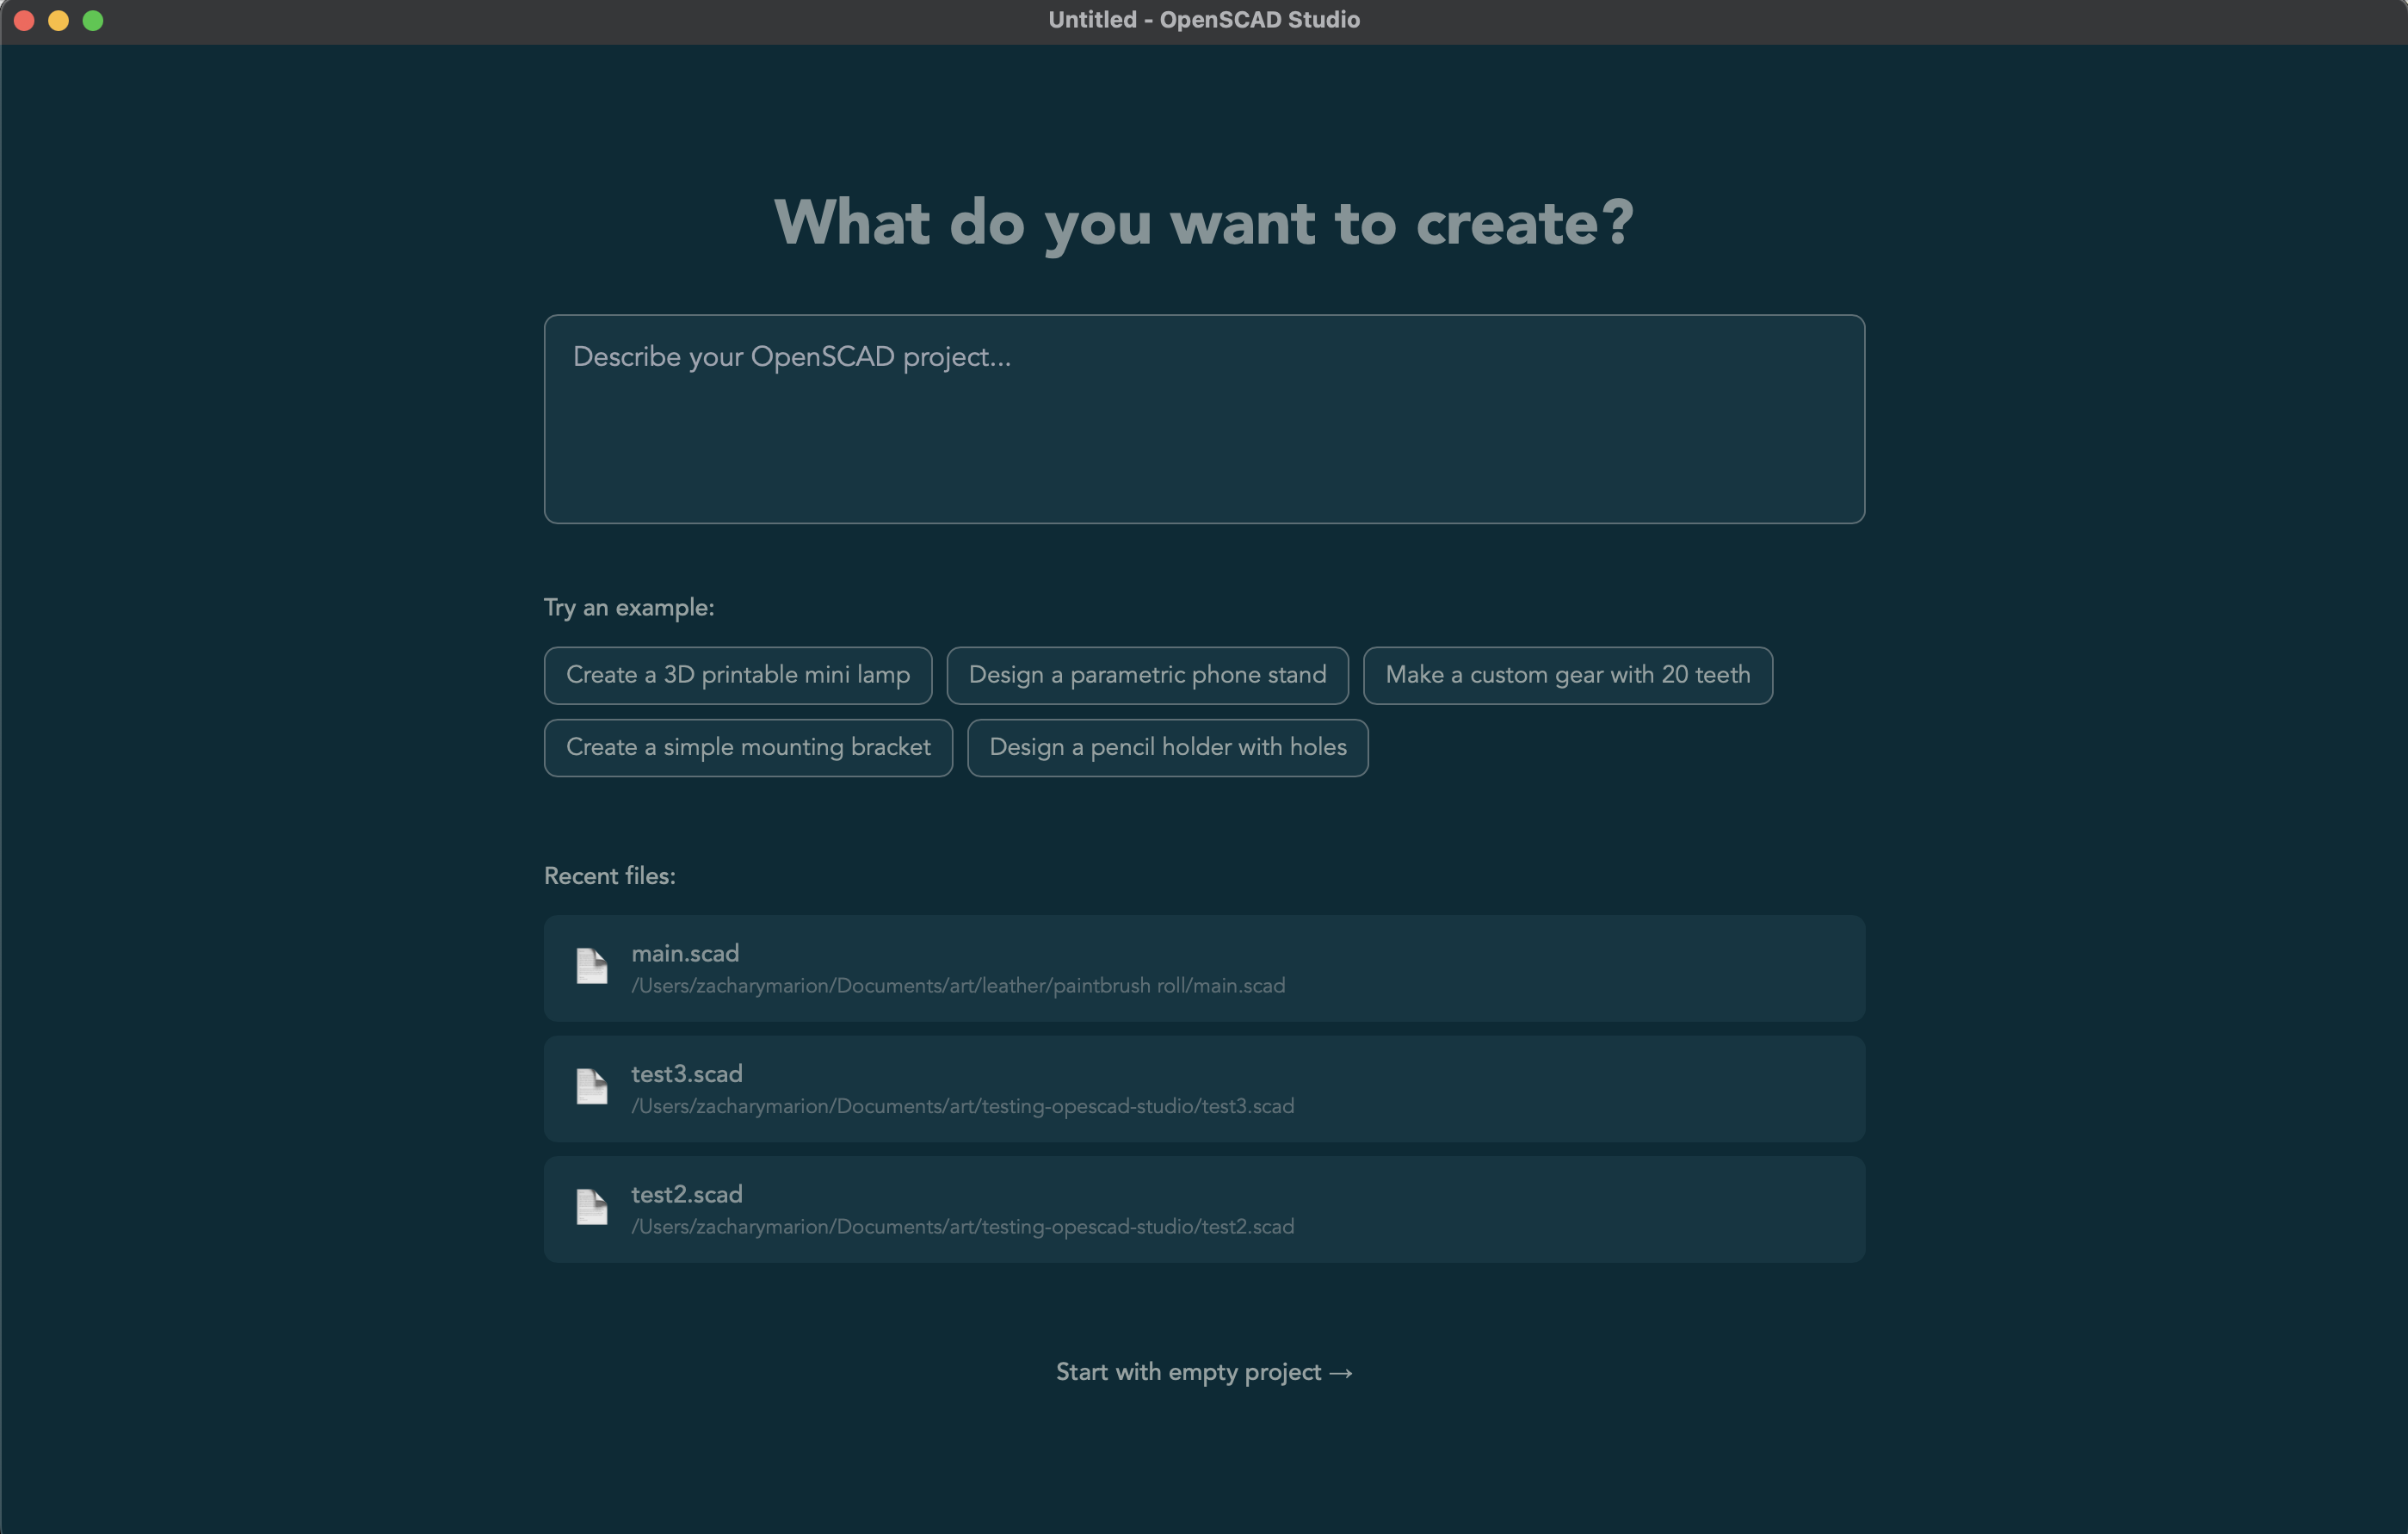 Untitled - OpenSCAD Studio
What do you want to create?
Describe your OpenSCAD project...
Try an example:
Create a 3D printable mini lamp
Design a parametric phone stand
Make a custom gear with 20 teeth
Create a simple mounting bracket
Design a pencil holder with holes
Recent files:
main.scad
/Users/zacharymarion/Documents/art/leather/paintbrush roll/main.scad
test3.scad
/Users/zacharymarion/Documents/art/testing-opescad-studio/test3.scad
test2.scad
/Users/zacharymarion/Documents/art/testing-opescad-studio/test2.scad
Start with empty project →